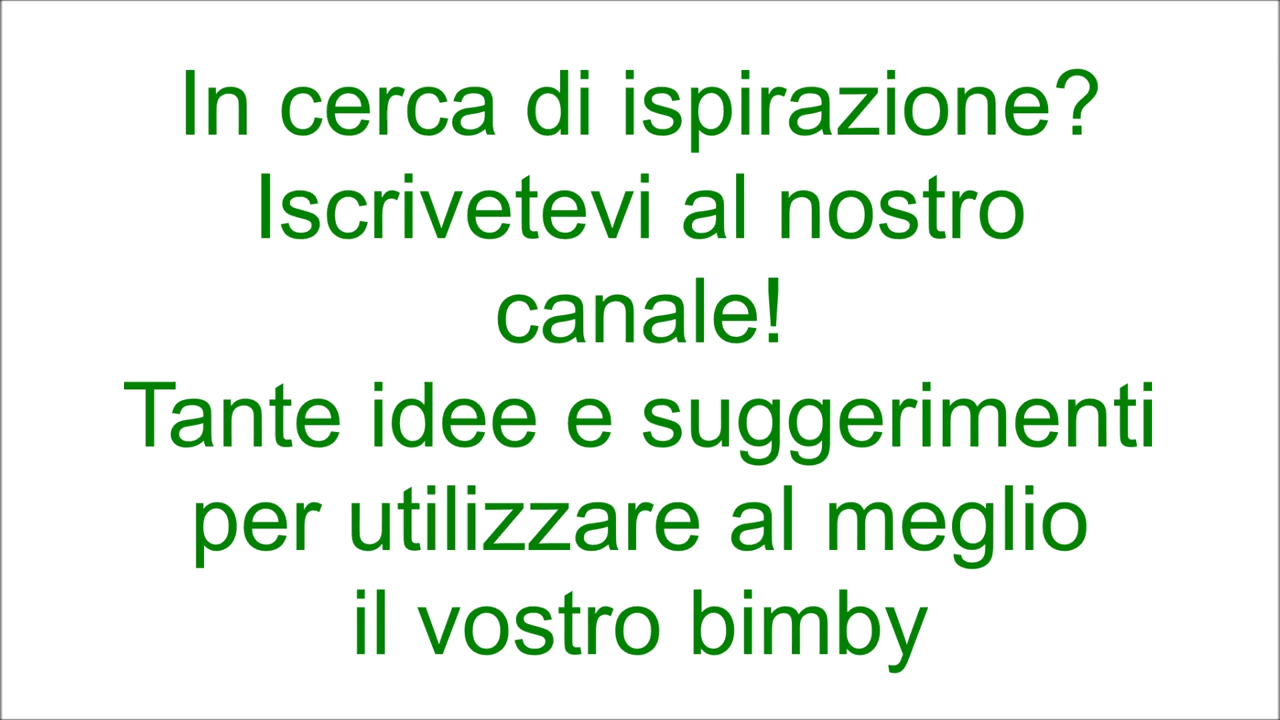 In cerca di ispirazione?
Iscrivetevi al nostro
canale!
Tante idee e suggerimenti
per utilizzare al meglio
il vostro bimby